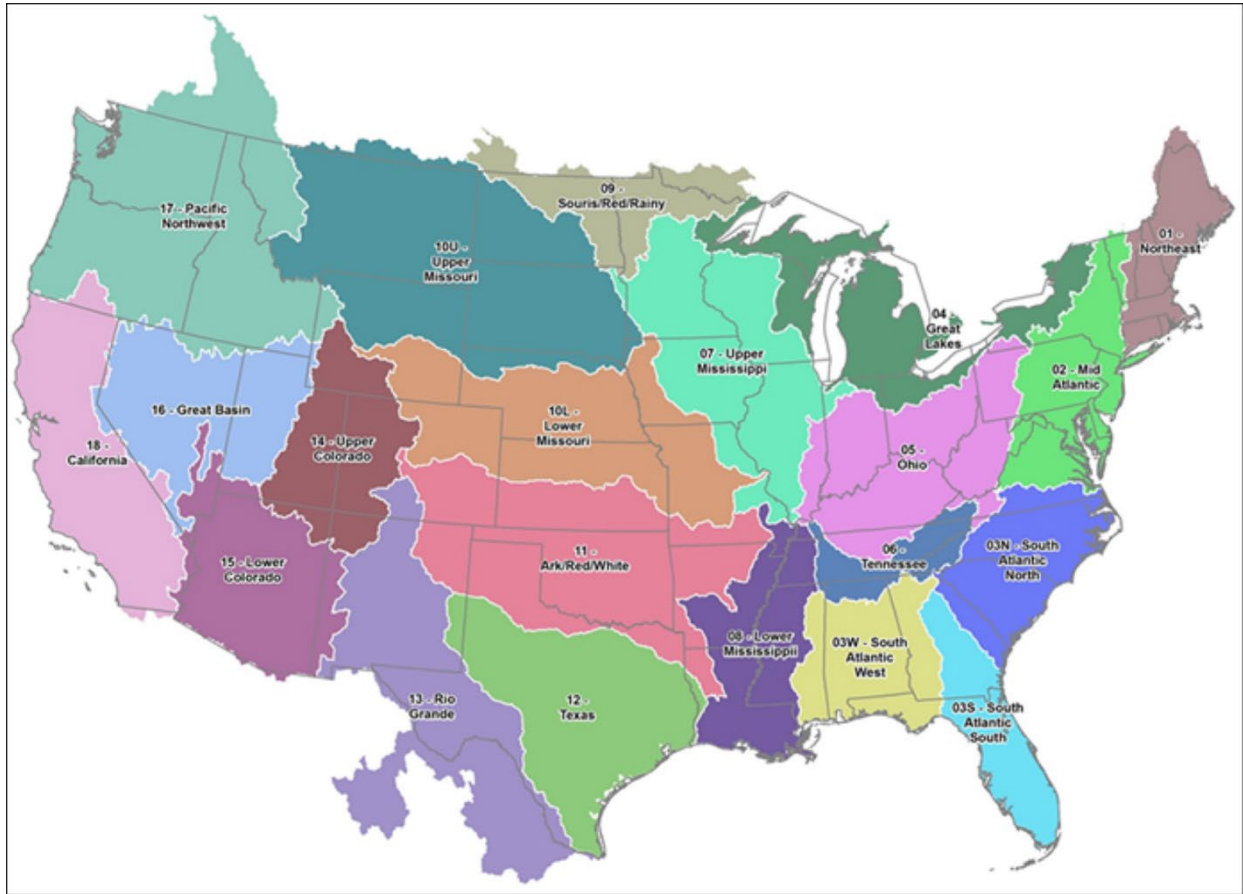 17 - Pacific
Northwest
09 -
Souris/Red/Rainy
10U -
Upper
Missouri
01 -
Northeast
04 -
Great
Lakes
07 - Upper
Mississippi
02 - Mid
Atlantic
16 - Great Basin
10L -
Lower
Missouri
18 -
California
14 - Upper
Colorado
05 -
Ohio
15 - Lower
Colorado
11 -
Ark/Red/White
06 -
Tennessee
03N - South
Atlantic
North
08 - Lower
Mississippii
03W - South
Atlantic
West
13 - Rio
Grande
12 -
Texas
03S - South
Atlantic
South